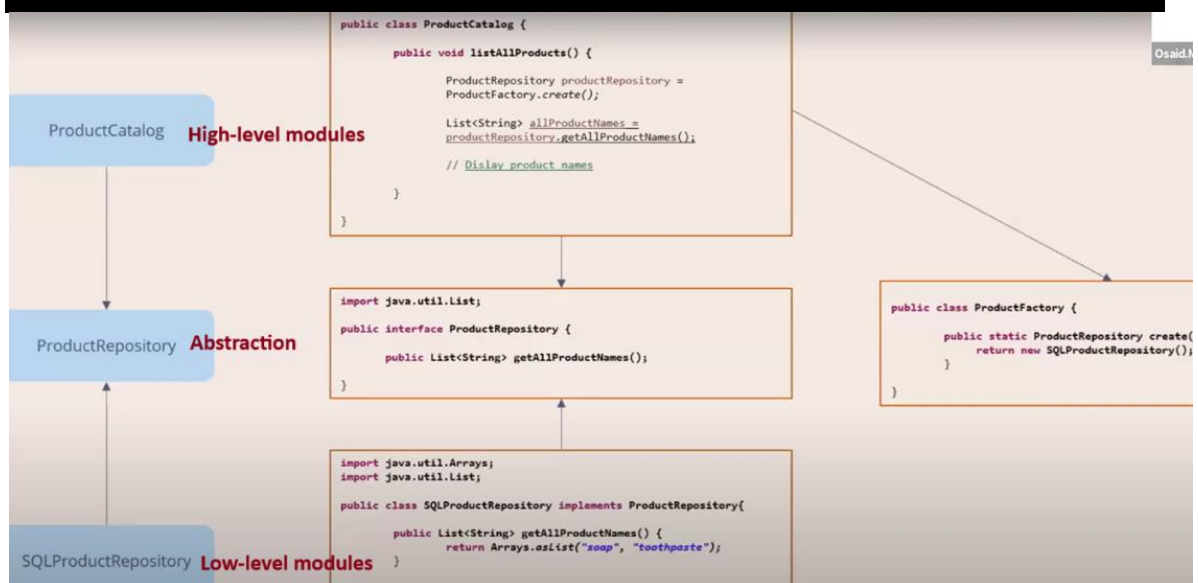 public class ProductCatalog {
public void listAllProducts() {
ProductRepository productRepository =
ProductFactory.create();
List<String> allProductNames =
productRepository.getAllProductNames();
// Dislay product names
}
}
Osaid.M
ProductCatalog
High-level modules
import java.util.List;
public interface ProductRepository {
public List<String> getAllProductNames();
}
ProductRepository
Abstraction
public class ProductFactory {
public static ProductRepository create(
return new SQLProductRepository();
}
}
import java.util.Arrays;
import java.util.List;
public class SQLProductRepository implements ProductRepository{
public List<String> getAllProductNames() {
return Arrays.asList("soap", "toothpaste");
}
SQLProductRepository
Low-level modules